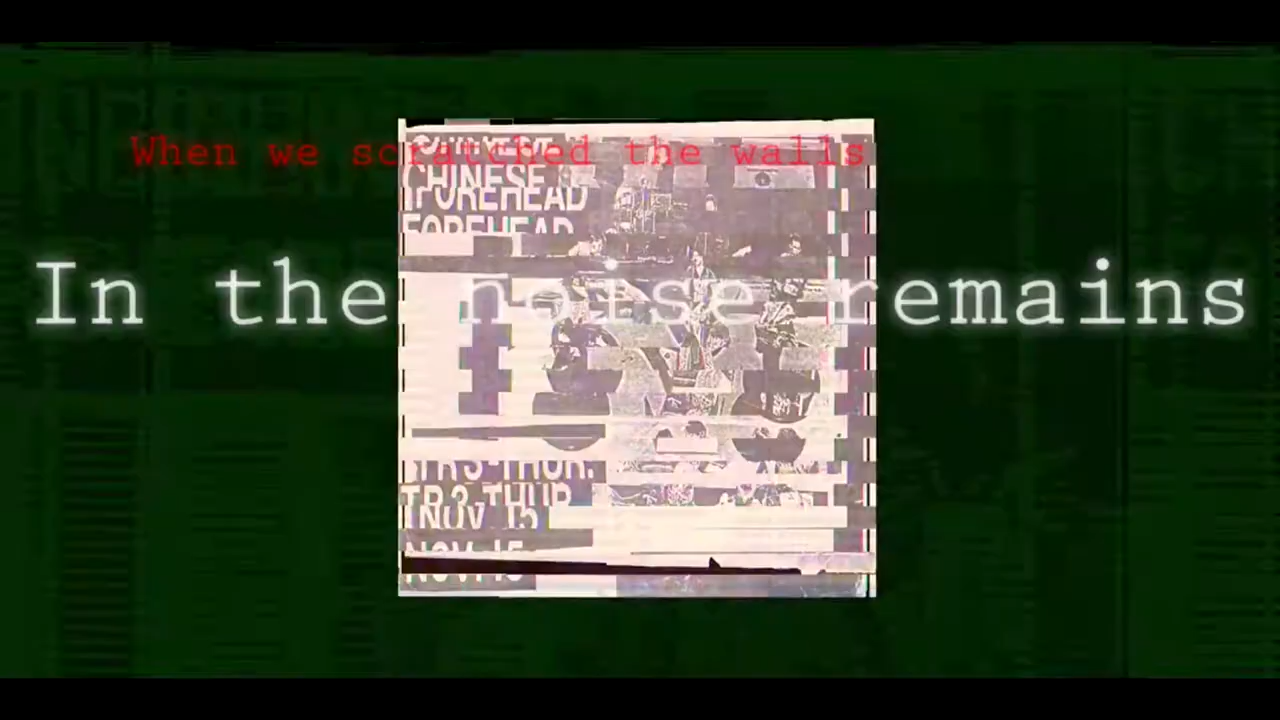 When we scratched the walls
CHINESE
FOREHEAD
FOREHEAD
In the noise remains
TR3-THUR.
TR3-THUR
NOV 15
NOV 15
NOV 15